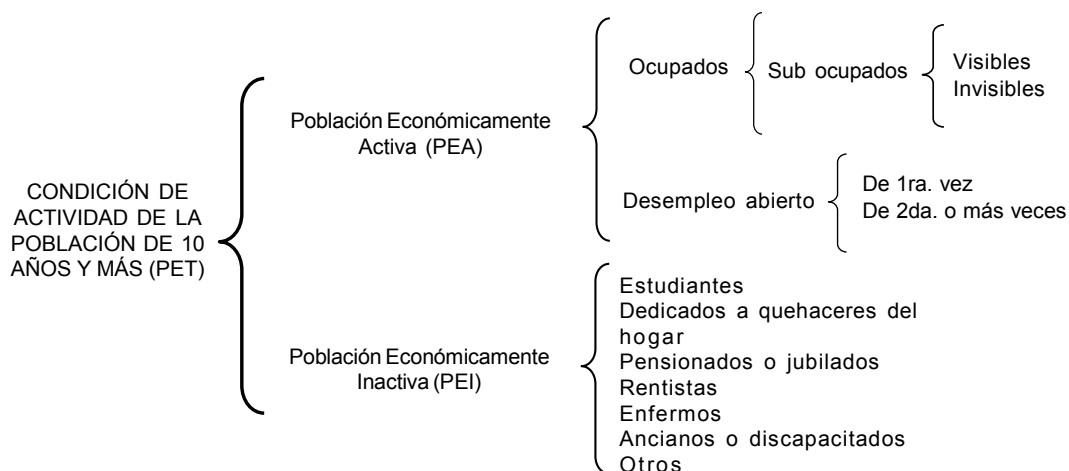 CONDICIÓN DE
ACTIVIDAD DE LA
POBLACIÓN DE 10
AÑOS Y MÁS (PET)
Población Económicamente
Activa (PEA)
Ocupados
Sub ocupados
Visibles
Invisibles
Desempleo abierto
De 1ra. vez
De 2da. o más veces
Población Económicamente
Inactiva (PEI)
Estudiantes
Dedicados a quehaceres del
hogar
Pensionados o jubilados
Rentistas
Enfermos
Ancianos o discapacitados
Otros